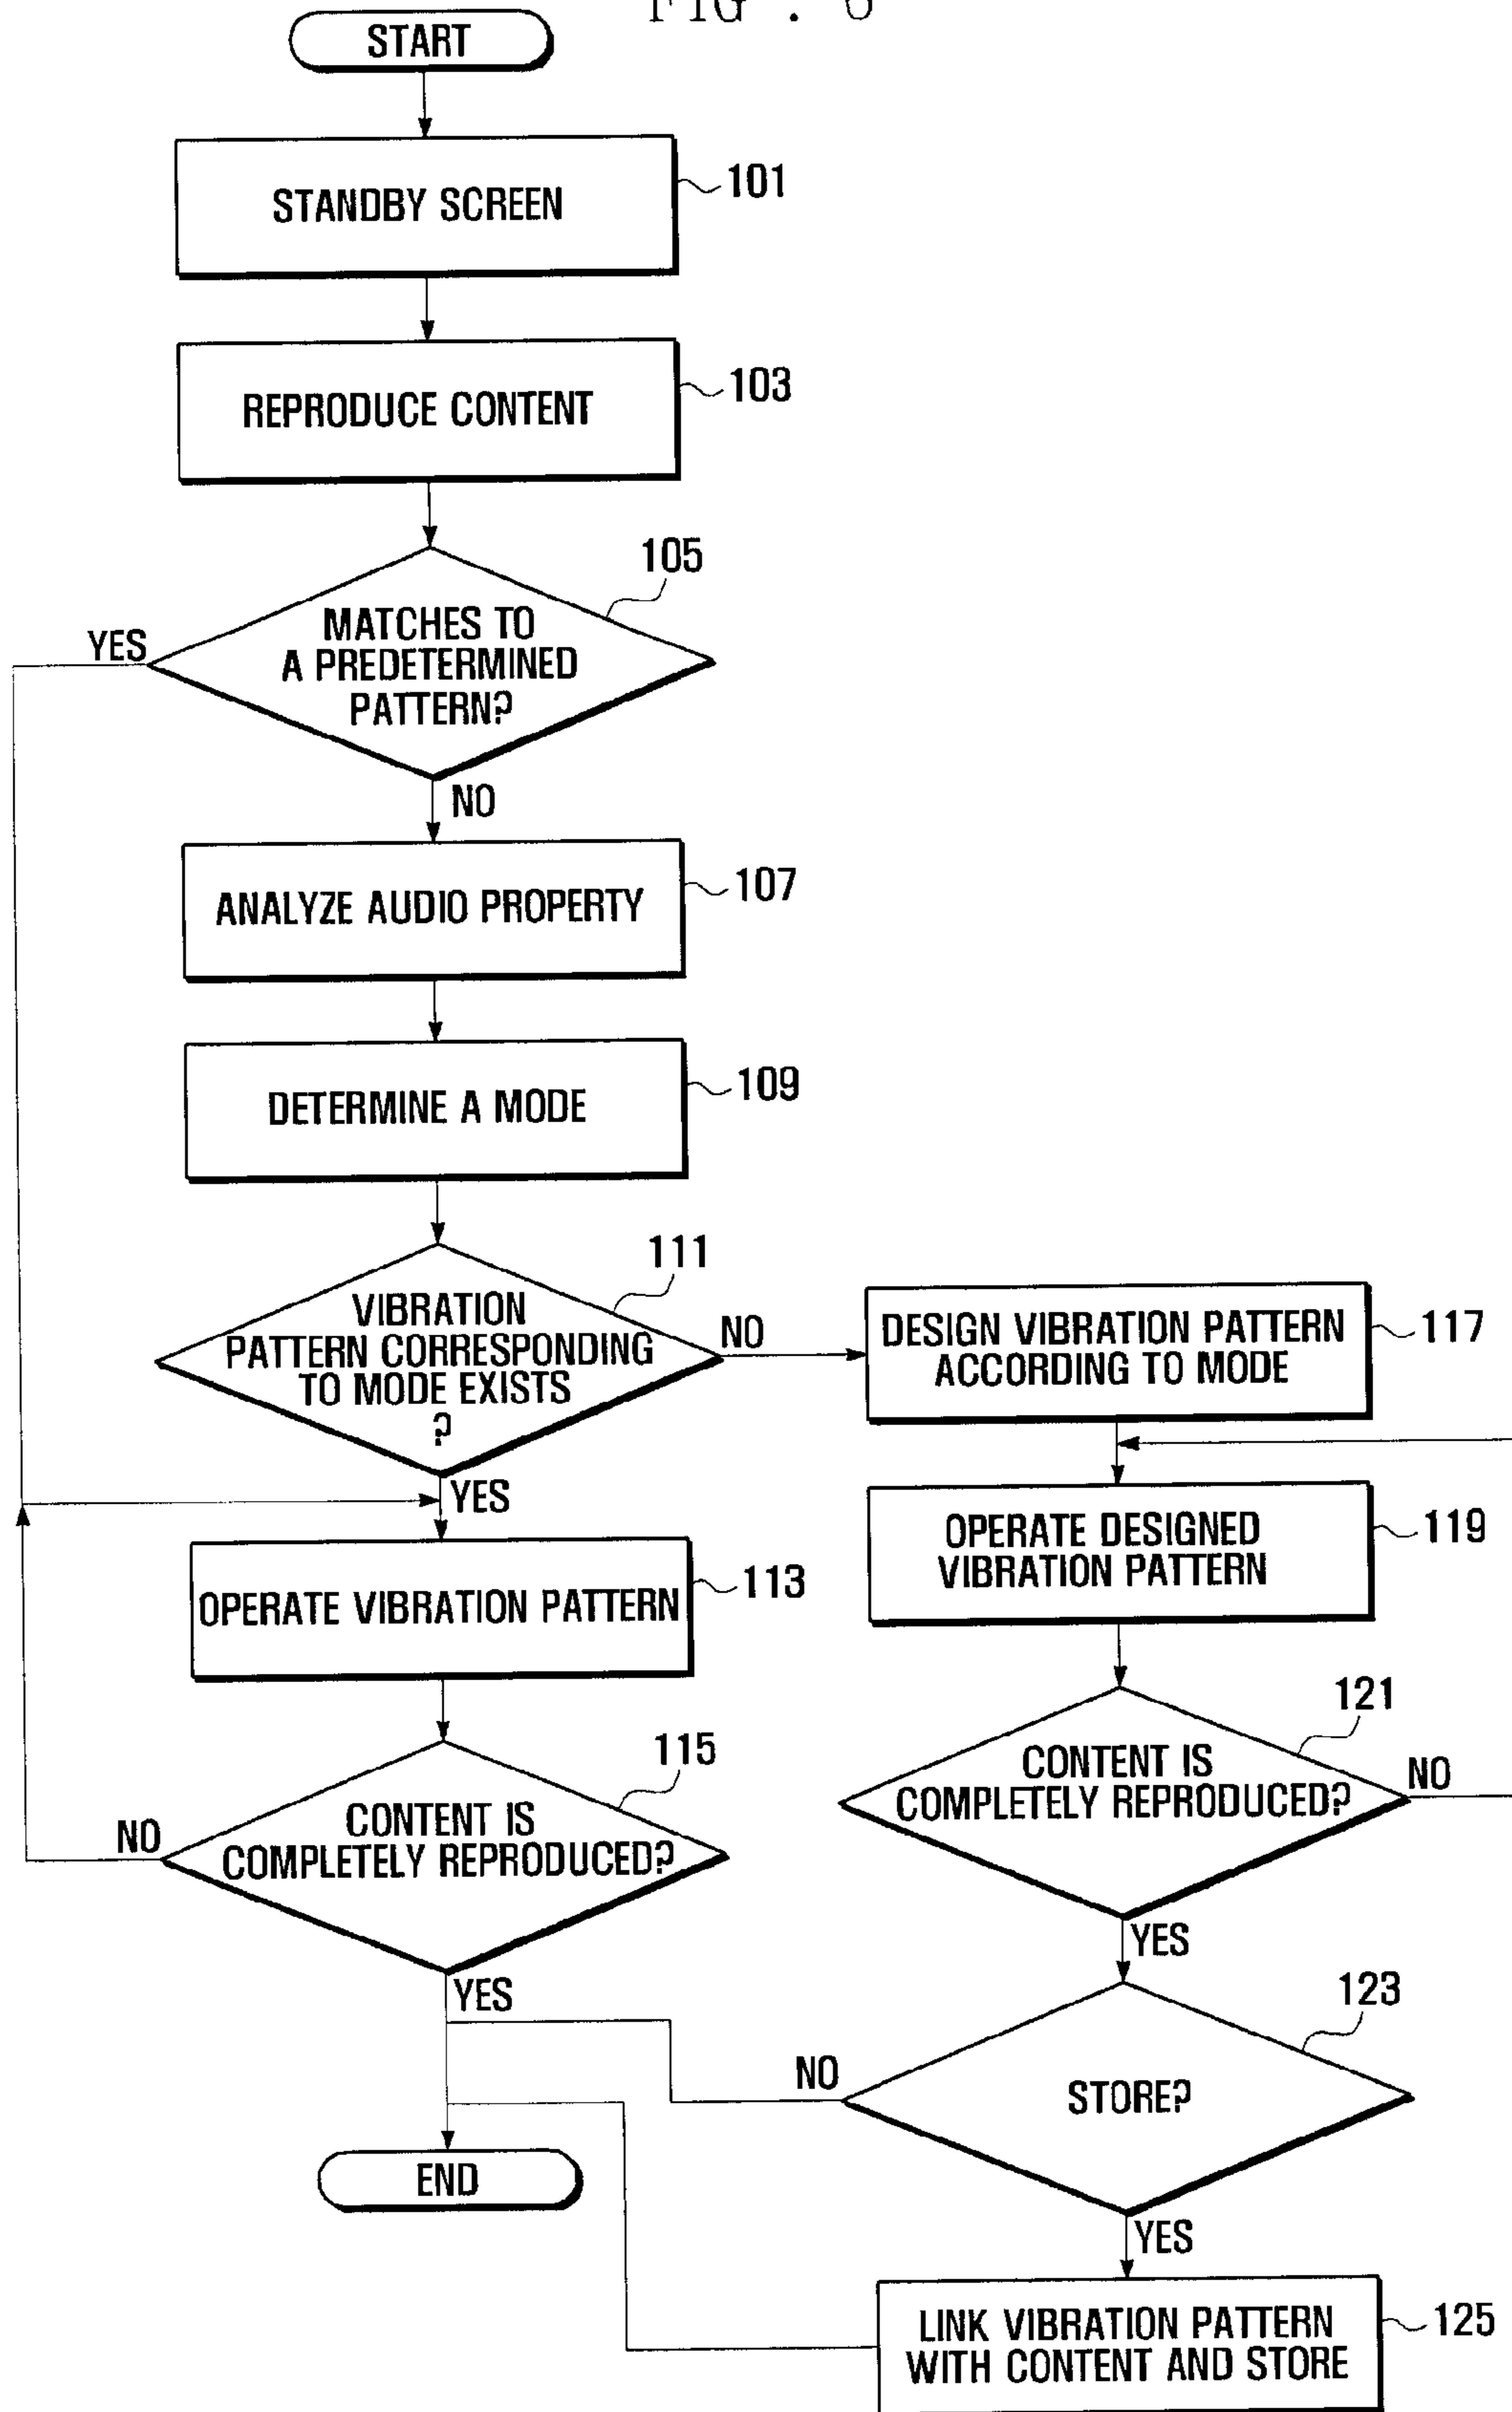 START
STANDBY SCREEN
101
REPRODUCE CONTENT
103
105
MATCHES TO
A PREDETERMINED
PATTERN?
YES
NO
ANALYZE AUDIO PROPERTY
107
DETERMINE A MODE
109
111
VIBRATION
PATTERN CORRESPONDING
TO MODE EXISTS
?
NO
YES
DESIGN VIBRATION PATTERN
ACCORDING TO MODE
117
OPERATE VIBRATION PATTERN
113
OPERATE DESIGNED
VIBRATION PATTERN
119
115
CONTENT IS
COMPLETELY REPRODUCED?
NO
YES
121
CONTENT IS
COMPLETELY REPRODUCED?
NO
YES
123
STORE?
NO
YES
END
LINK VIBRATION PATTERN
WITH CONTENT AND STORE
125